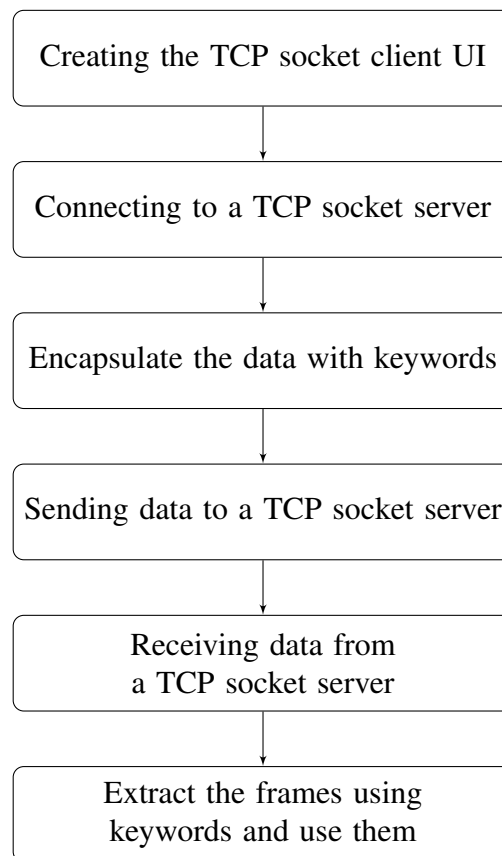 Creating the TCP socket client UI
Connecting to a TCP socket server
Encapsulate the data with keywords
Sending data to a TCP socket server
Receiving data from
a TCP socket server
Extract the frames using
keywords and use them